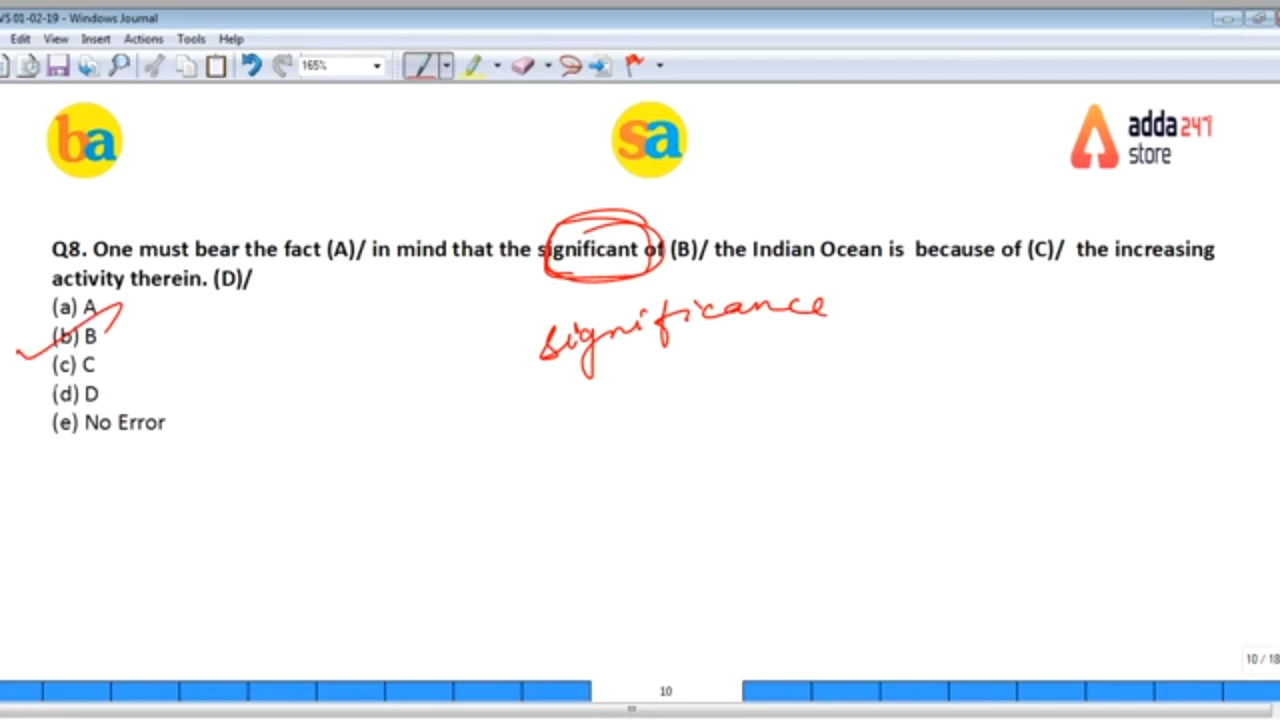 VS 01-02-19 - Windows Journal
Edit View Insert Actions Tools Help
165%
ba
sa
adda 247
store
Q8. One must bear the fact (A)/ in mind that the significant of (B)/ the Indian Ocean is because of (C)/ the increasing
activity therein. (D)/
(a) A
significance
(b) B
(c) C
(d) D
(e) No Error
10 / 18
10